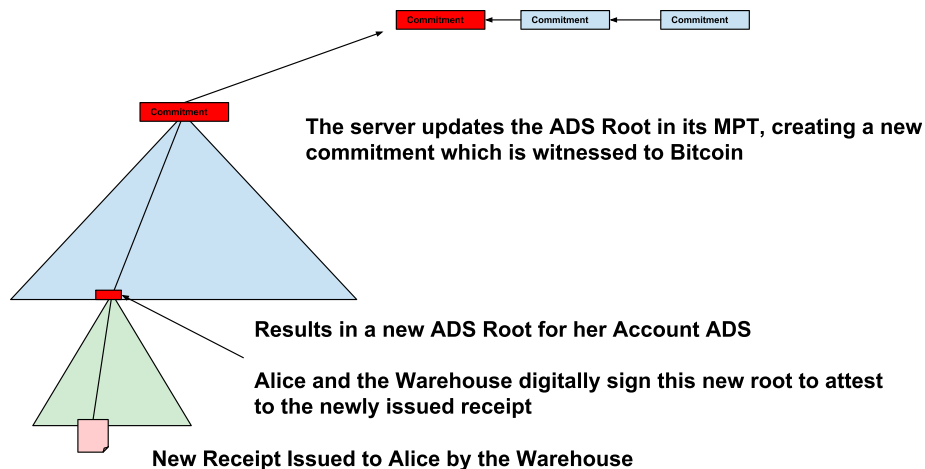 Commitment Commitment Commitment
Commitment
The server updates the ADS Root in its MPT, creating a new
commitment which is witnessed to Bitcoin
Results in a new ADS Root for her Account ADS
Alice and the Warehouse digitally sign this new root to attest
to the newly issued receipt
New Receipt Issued to Alice by the Warehouse